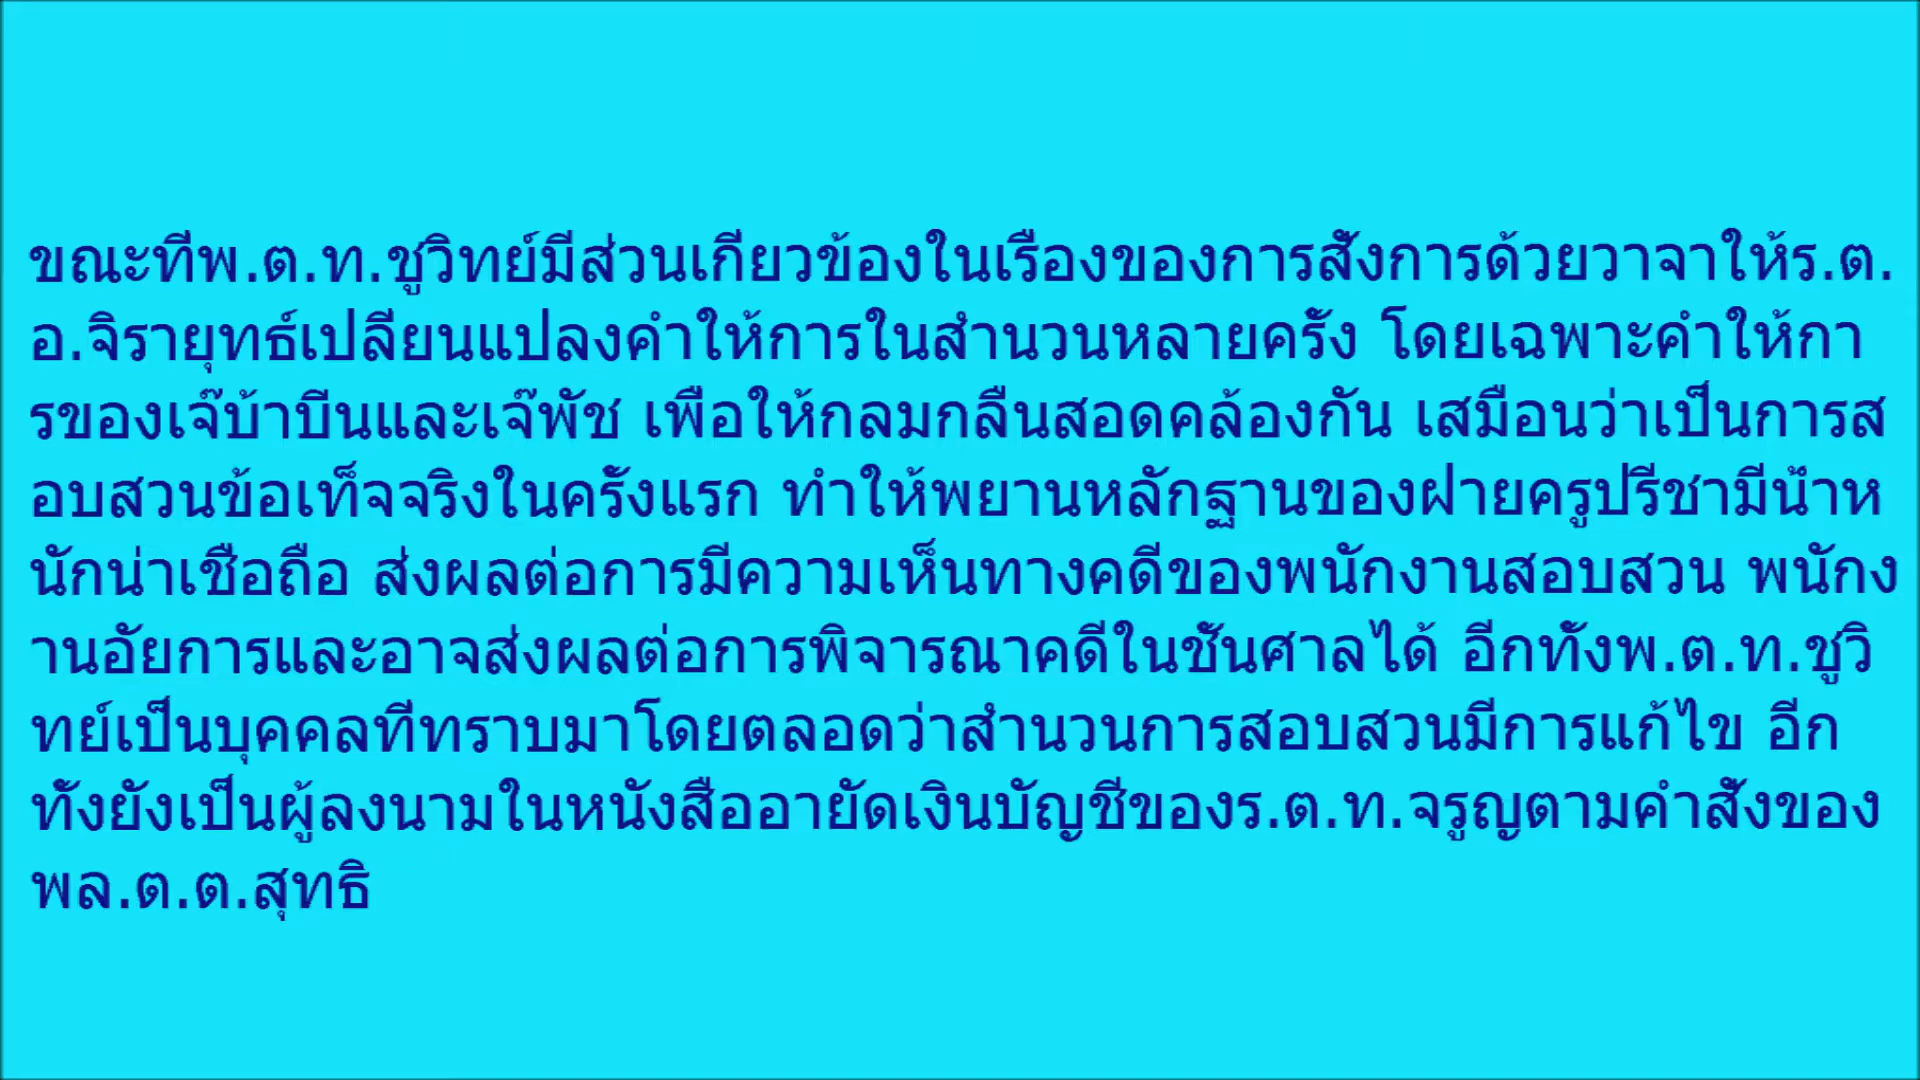 ขณะที่พ.ต.ท.ชูวิทย์มีส่วนเกี่ยวข้องในเรื่องของการสั่งการด้วยวาจาให้ร.ต.
อ.จิรายุทธ์เปลี่ยนแปลงคำให้การในสำนวนหลายครั้ง โดยเฉพาะคำให้กา
รของเจ๊บ้าบิ่นและเจ๊พัช เพื่อให้กลมกลืนสอดคล้องกัน เสมือนว่าเป็นการส
อบสวนข้อเท็จจริงในครั้งแรก ทำให้พยานหลักฐานของฝ่ายครูปรีชามีน้ำห
นักน่าเชื่อถือ ส่งผลต่อการมีความเห็นทางคดีของพนักงานสอบสวน พนักง
านอัยการและอาจส่งผลต่อการพิจารณาคดีในชั้นศาลได้ อีกทั้งพ.ต.ท.ชูวิ
ทย์เป็นบุคคลที่ทราบมาโดยตลอดว่าสำนวนการสอบสวนมีการแก้ไข อีก
ทั้งยังเป็นผู้ลงนามในหนังสืออายัดเงินบัญชีของร.ต.ท.จรูญตามคำสั่งของ
พล.ต.ต.สุทธิ